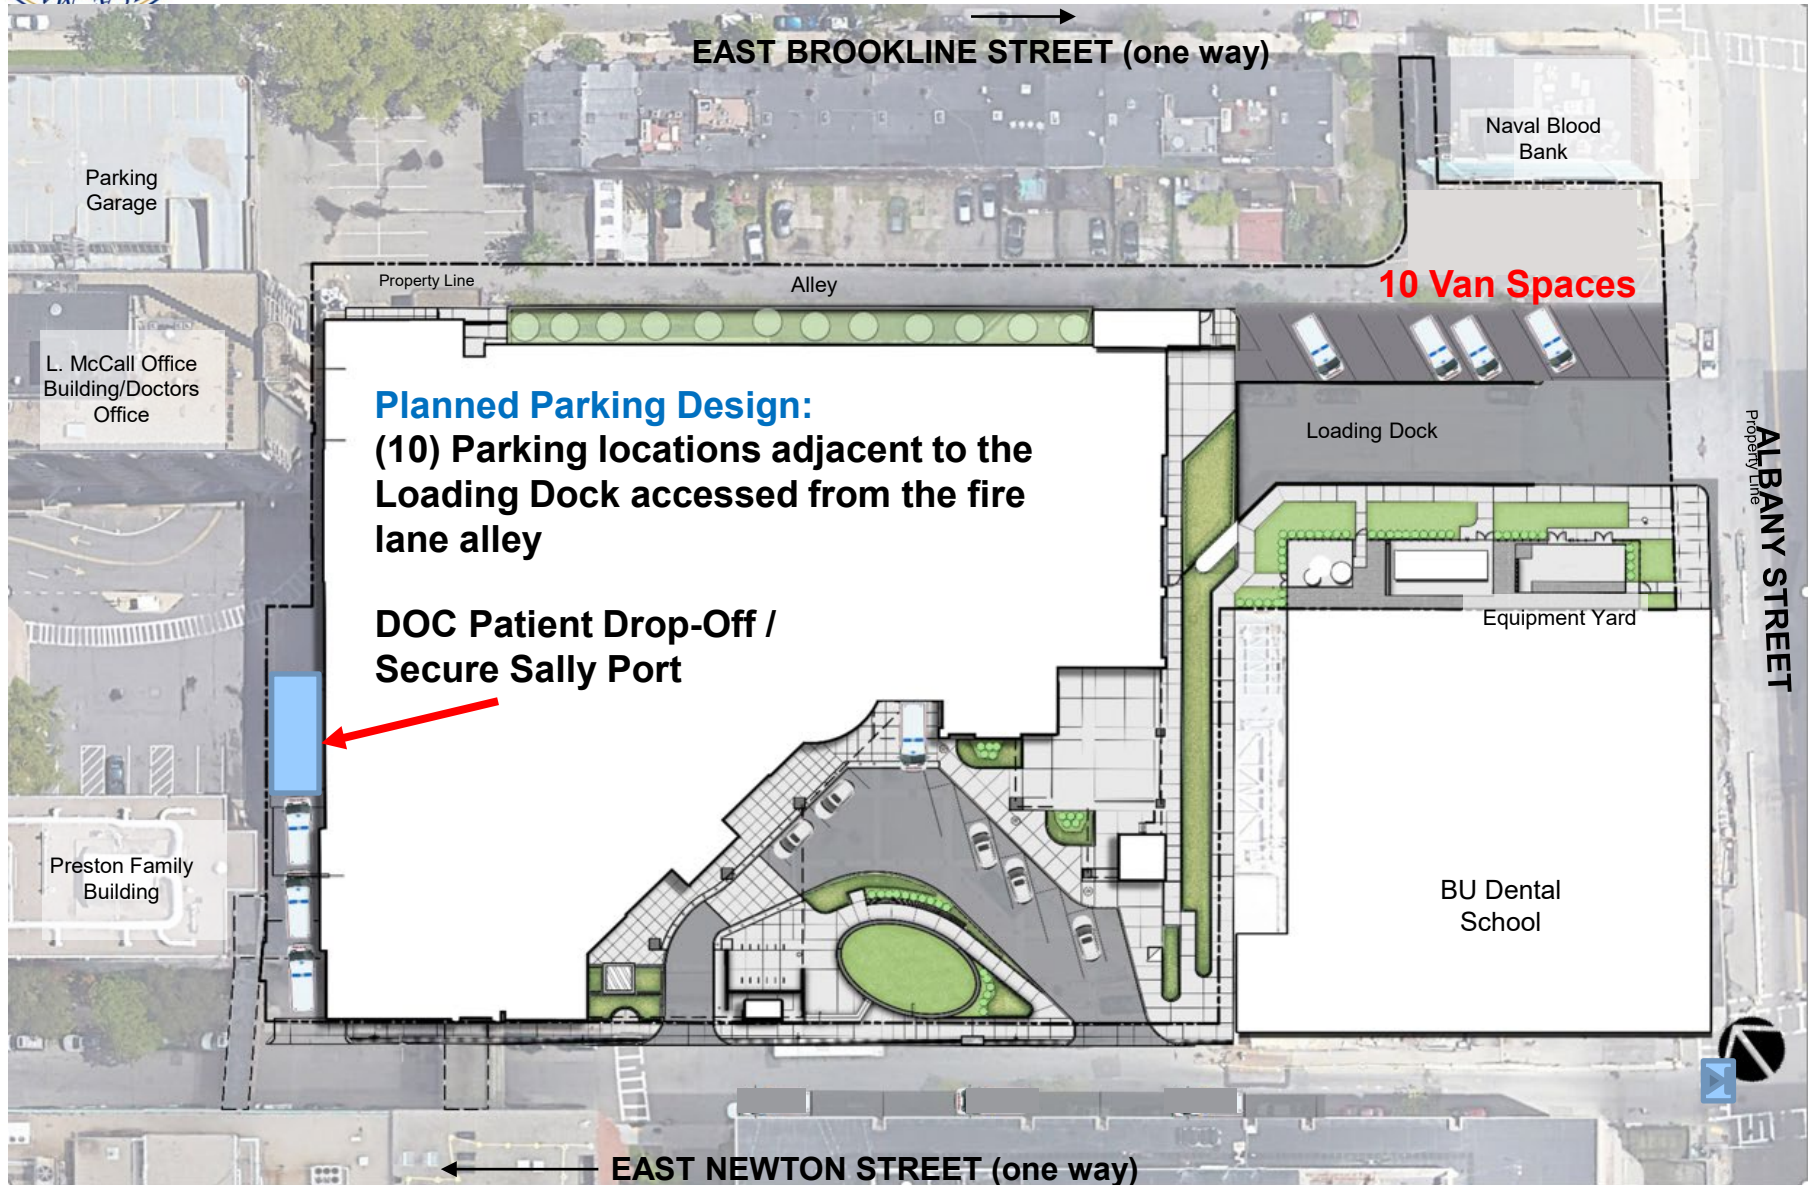 EAST BROOKLINE STREET (one way)
Naval Blood
Bank
Parking
Garage
Property Line
Alley
10 Van Spaces
L. McCall Office
Building/Doctors
Office
Planned Parking Design:
(10) Parking locations adjacent to the
Loading Dock accessed from the fire
lane alley
Loading Dock
Property Line
ALBANY STREET
DOC Patient Drop-Off /
Secure Sally Port
Equipment Yard
Preston Family
Building
BU Dental
School
EAST NEWTON STREET (one way)